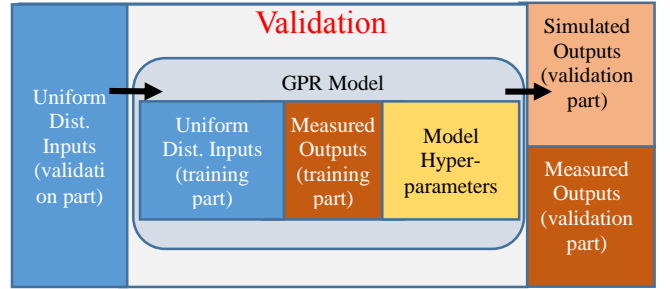 Validation
Uniform
Dist.
Inputs
(validati
on part)
GPR Model
Uniform
Dist. Inputs
(training
part)
Measured
Outputs
(training
part)
Model
Hyper-
parameters
Simulated
Outputs
(validation
part)
Measured
Outputs
(validation
part)